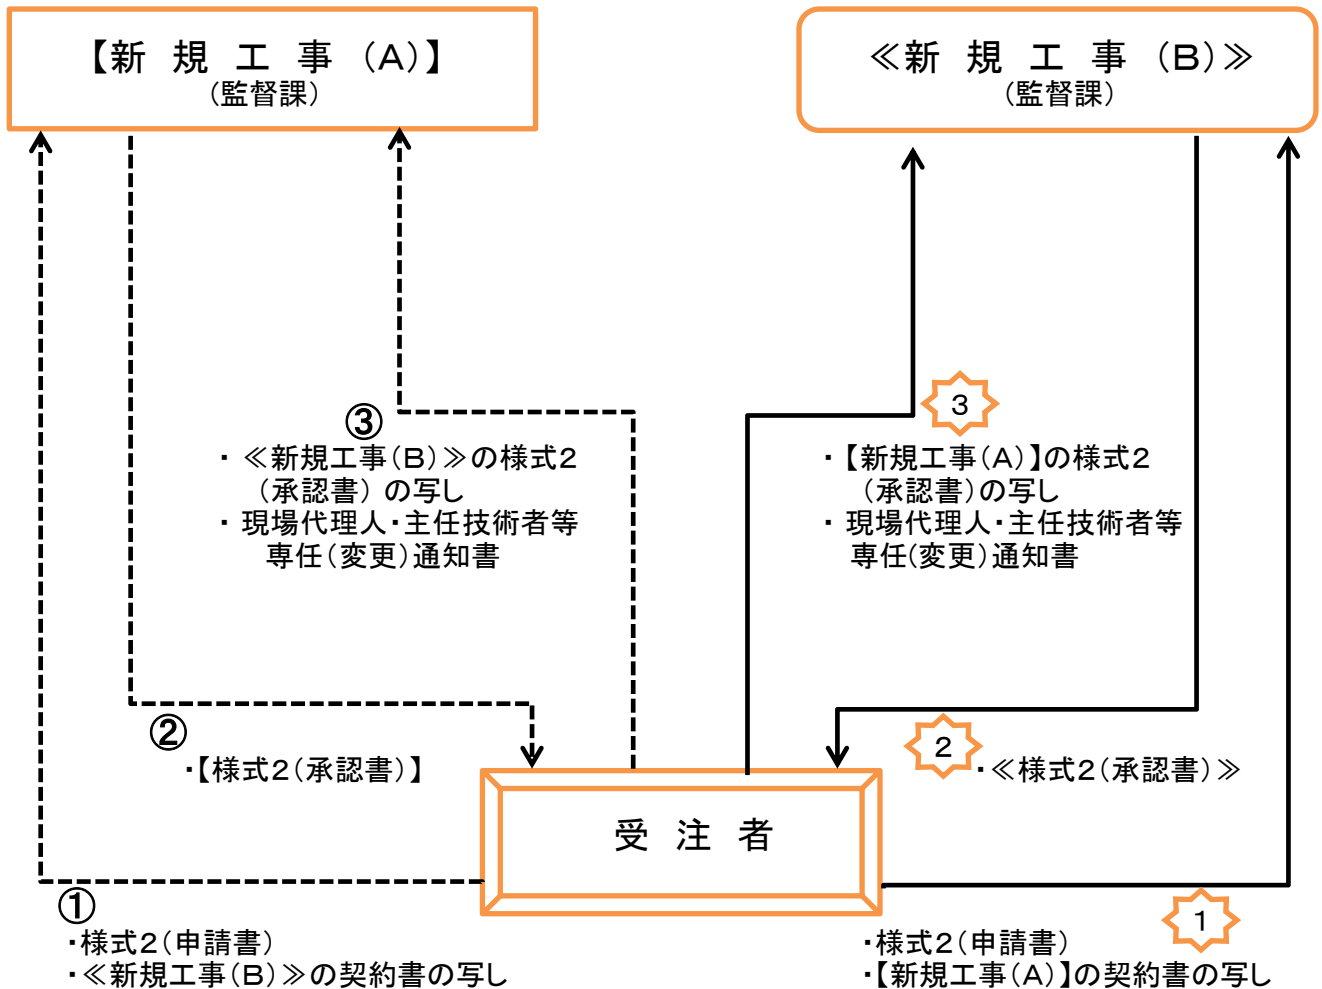 【新 規 工 事 (A)】
(監督課)
≪新 規 工 事 (B)≫
(監督課)
③
・ ≪新規工事(B)≫の様式2
(承認書) の写し
・ 現場代理人・主任技術者等
専任(変更)通知書
3
・【新規工事(A)】の様式2
(承認書)の写し
・ 現場代理人・主任技術者等
専任(変更)通知書
②
・【様式2(承認書)】
2
・≪様式2(承認書)≫
受 注 者
①
・様式2(申請書)
・≪新規工事(B)≫の契約書の写し
1
・様式2(申請書)
・【新規工事(A)】の契約書の写し